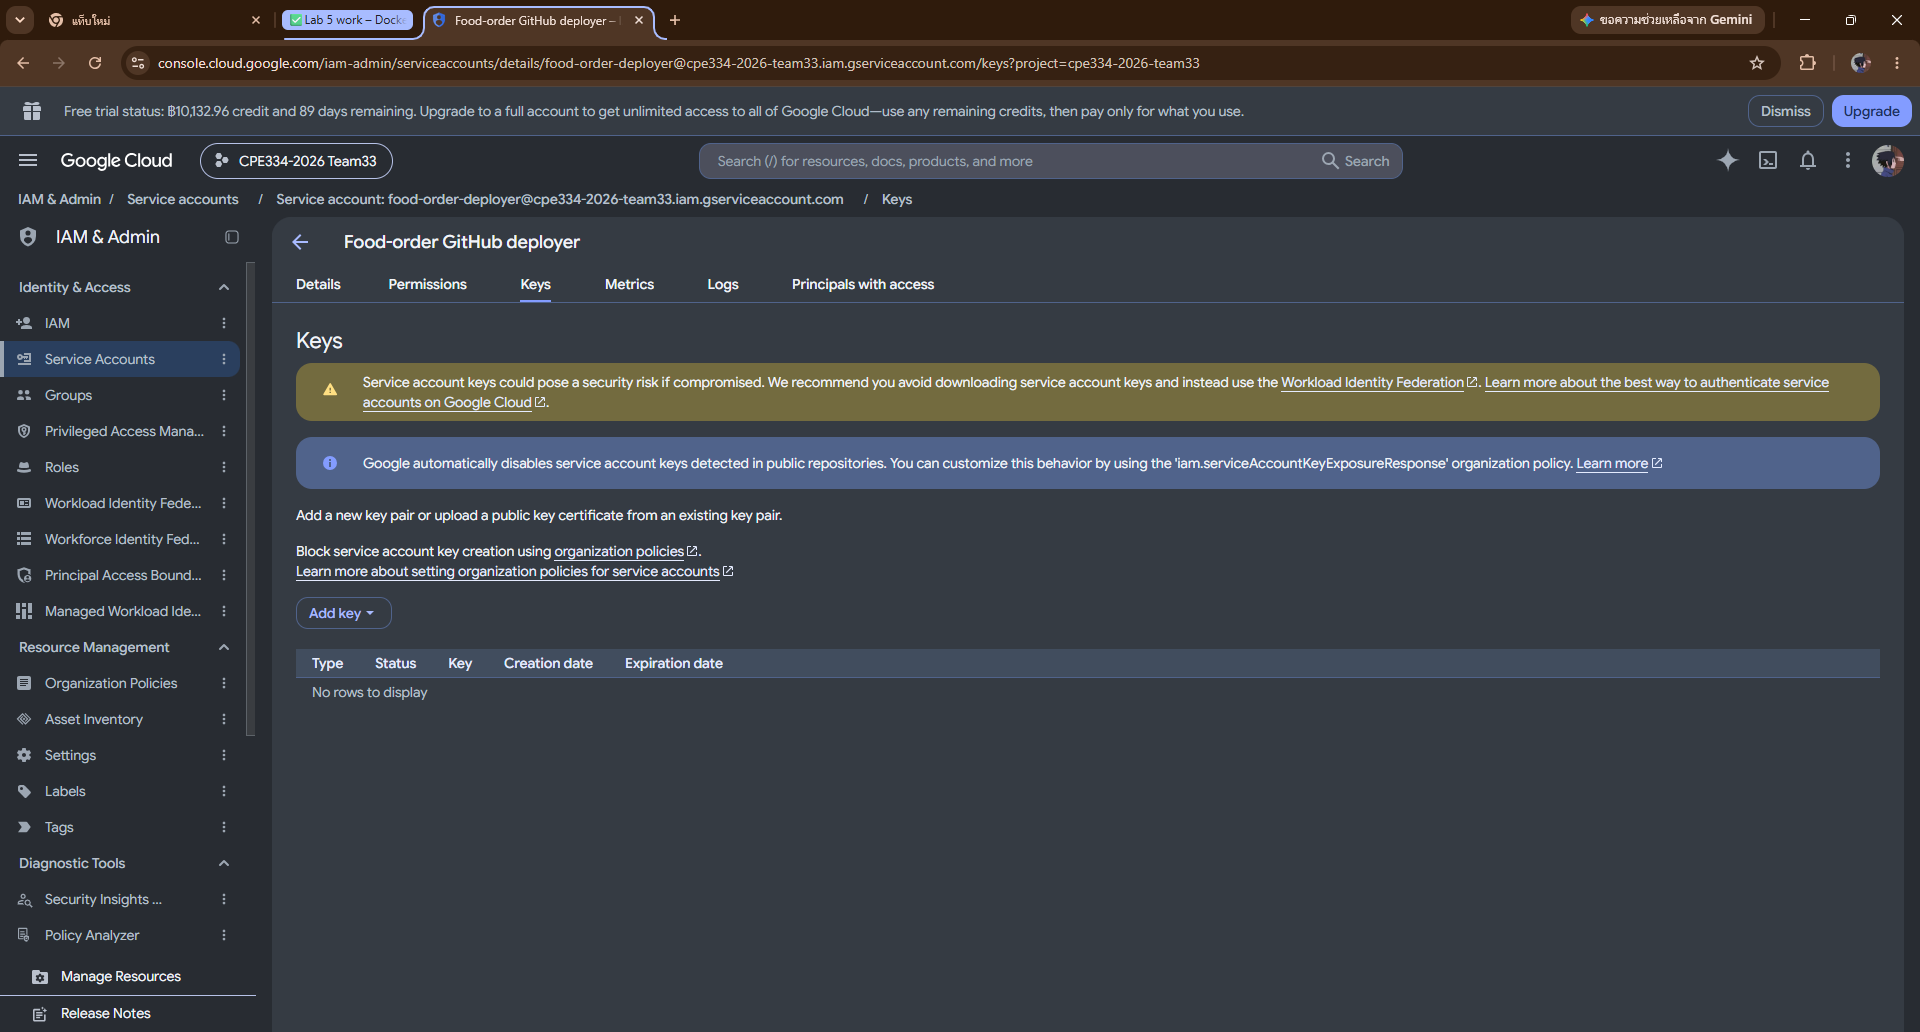 แท็บใหม่
Lab 5 work – Docke
Food-order GitHub deployer –
ขอความช่วยเหลือจาก Gemini
console.cloud.google.com/iam-admin/serviceaccounts/details/food-order-deployer@cpe334-2026-team33.iam.gserviceaccount.com/keys?project=cpe334-2026-team33
Free trial status: ฿10,132.96 credit and 89 days remaining. Upgrade to a full account to get unlimited access to all of Google Cloud—use any remaining credits, then pay only for what you use.
Dismiss
Upgrade
Google Cloud
CPE334-2026 Team33
Search (/) for resources, docs, products, and more
Search
IAM & Admin / Service accounts / Service account: food-order-deployer@cpe334-2026-team33.iam.gserviceaccount.com / Keys
IAM & Admin
Identity & Access
IAM
Service Accounts
Groups
Privileged Access Mana...
Roles
Workload Identity Fede...
Workforce Identity Fed...
Principal Access Bound...
Managed Workload Ide...
Resource Management
Organization Policies
Asset Inventory
Settings
Labels
Tags
Diagnostic Tools
Security Insights ...
Policy Analyzer
Manage Resources
Release Notes
Food-order GitHub deployer
Details
Permissions
Keys
Metrics
Logs
Principals with access
Keys
Service account keys could pose a security risk if compromised. We recommend you avoid downloading service account keys and instead use the Workload Identity Federation. Learn more about the best way to authenticate service
accounts on Google Cloud.
Google automatically disables service account keys detected in public repositories. You can customize this behavior by using the 'iam.serviceAccountKeyExposureResponse' organization policy. Learn more
Add a new key pair or upload a public key certificate from an existing key pair.
Block service account key creation using organization policies.
Learn more about setting organization policies for service accounts
Add key
Type Status Key Creation date Expiration date
No rows to display